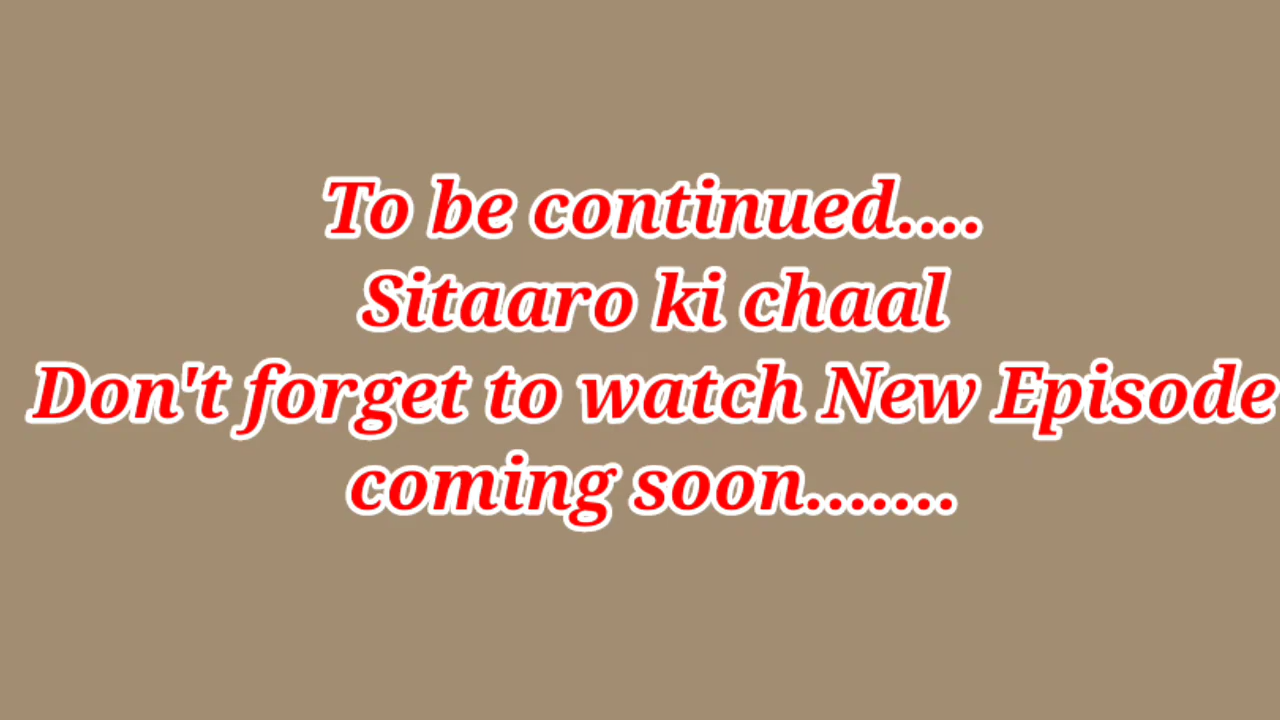 To be continued....
Sitaaro ki chaal
Don't forget to watch New Episode
coming soon.......